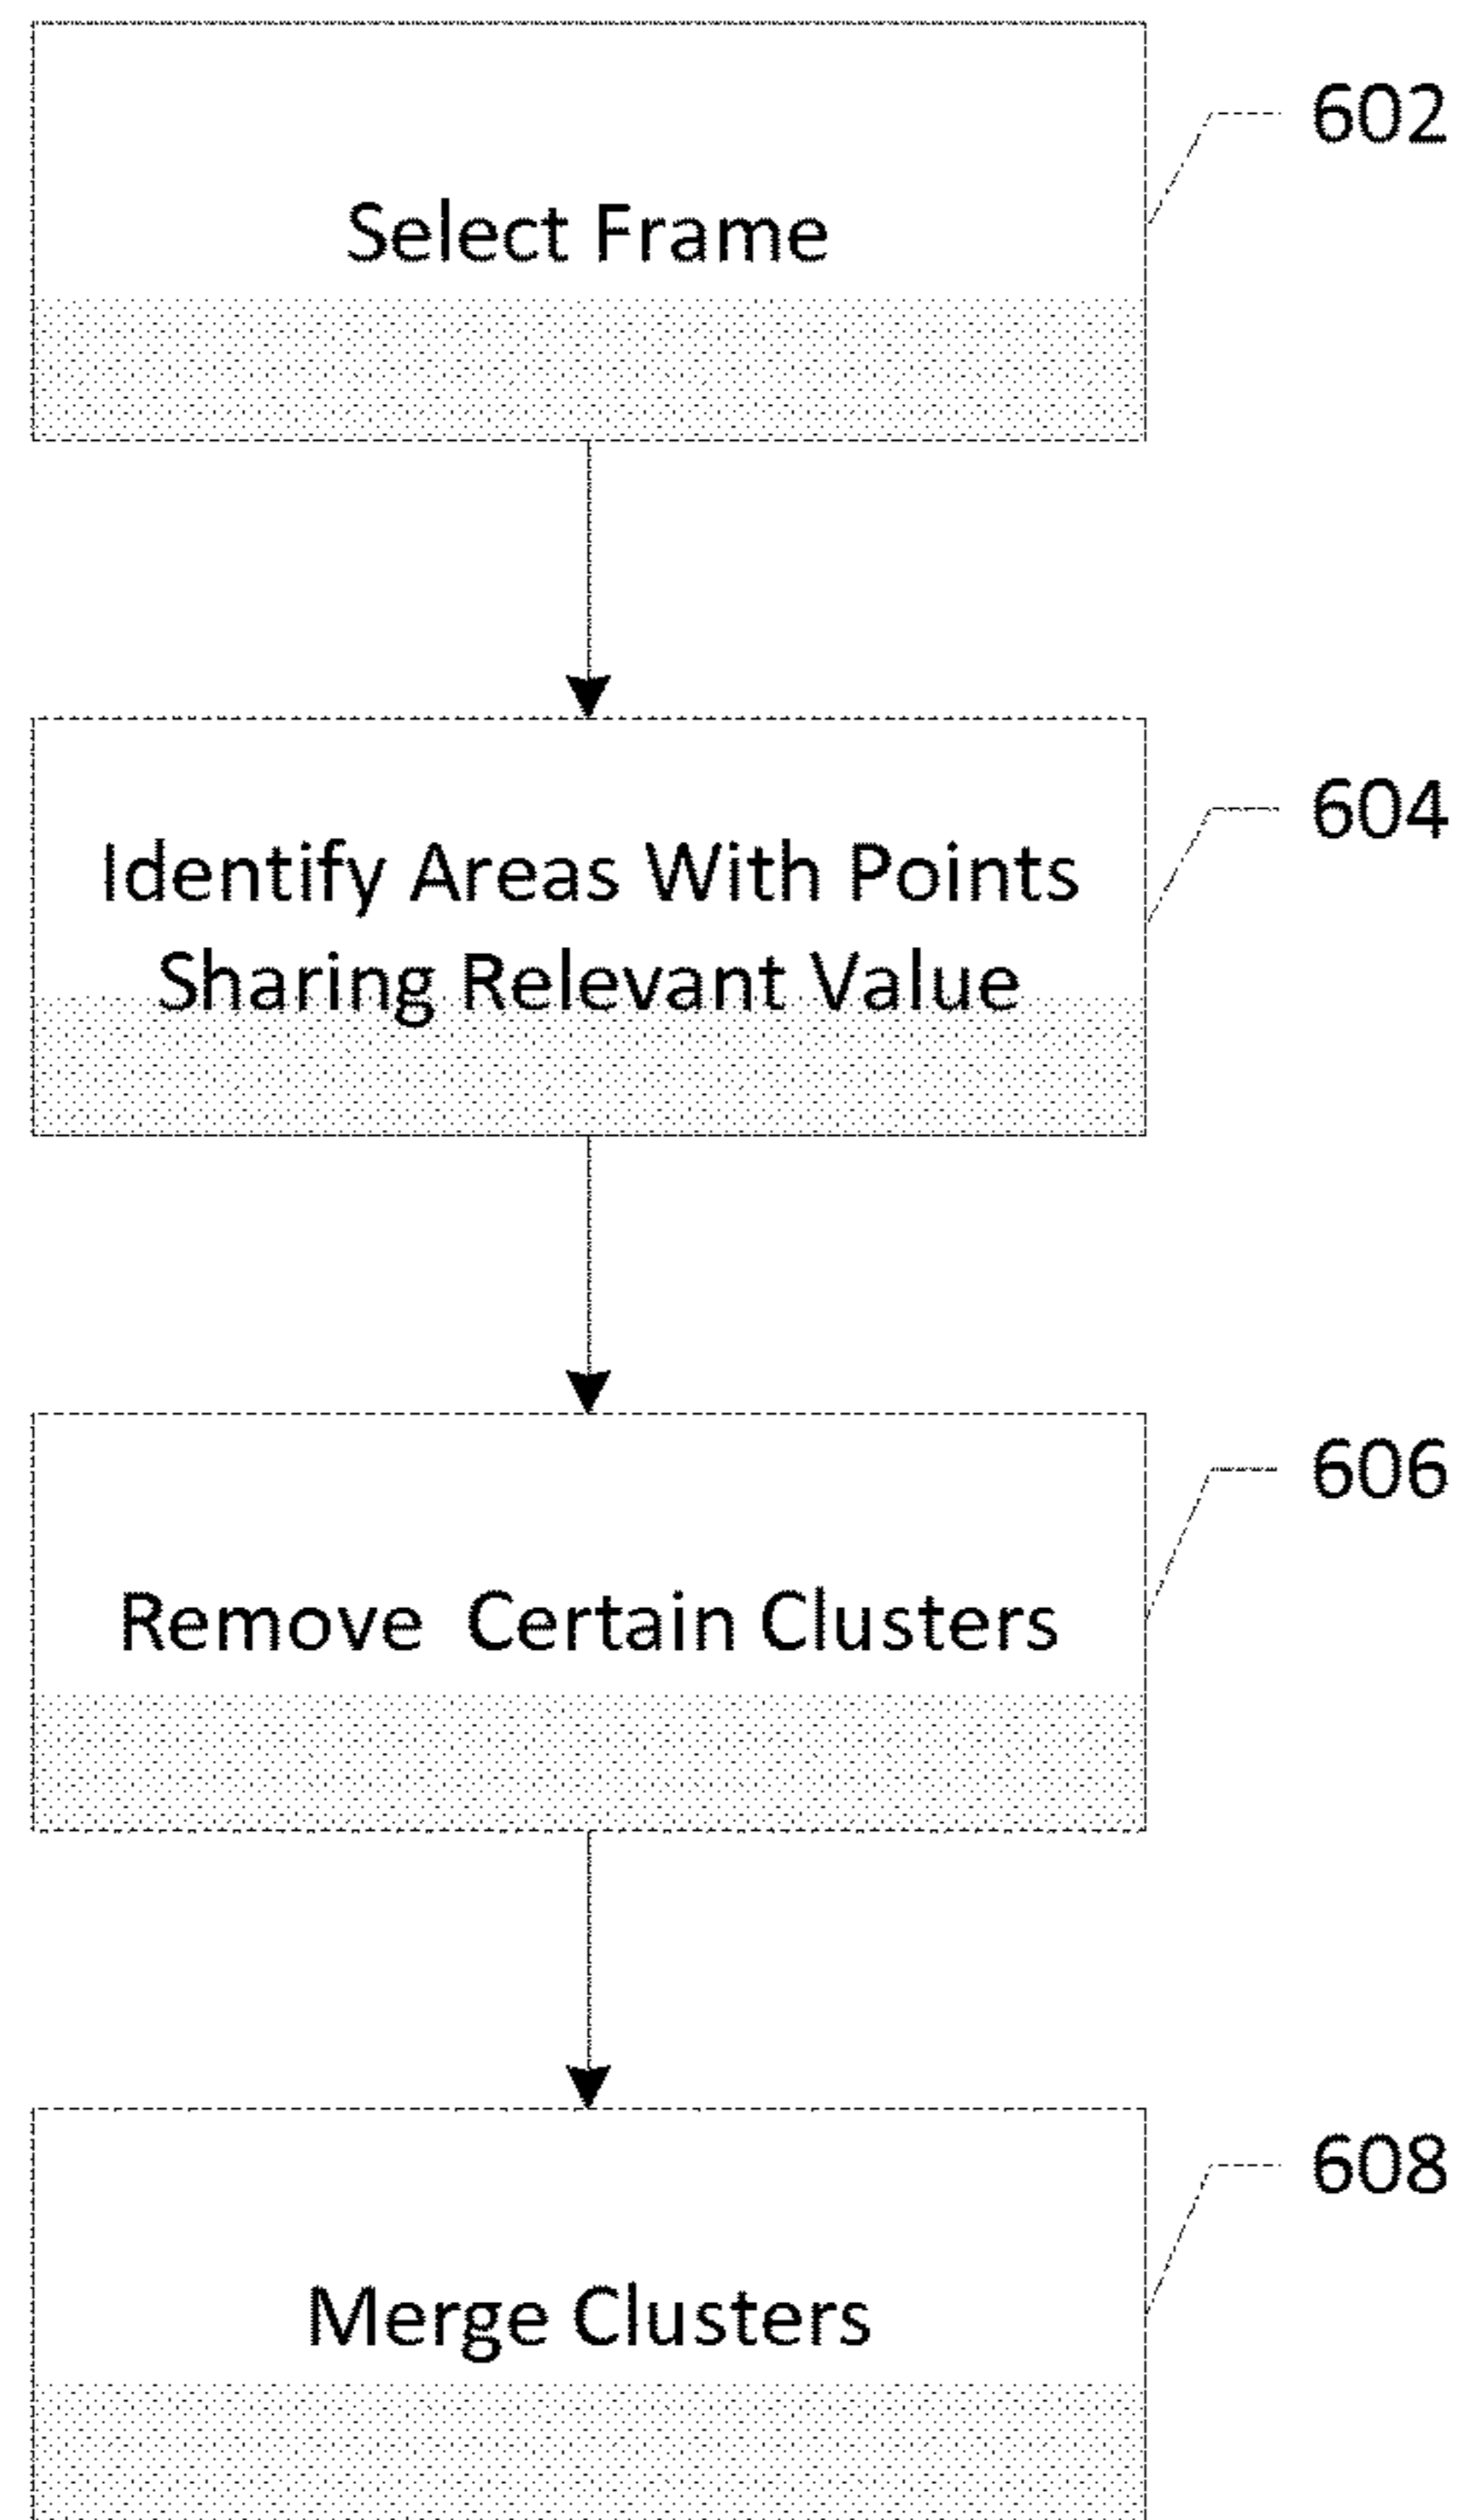 602
Select Frame
604
Identify Areas With Points
Sharing Relevant Value
606
Remove  Certain Clusters
608
Merge Clusters